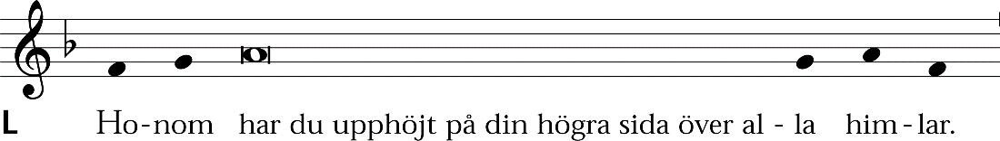 L Ho-nom har du upphöjt på din högra sida över al - la him-lar.